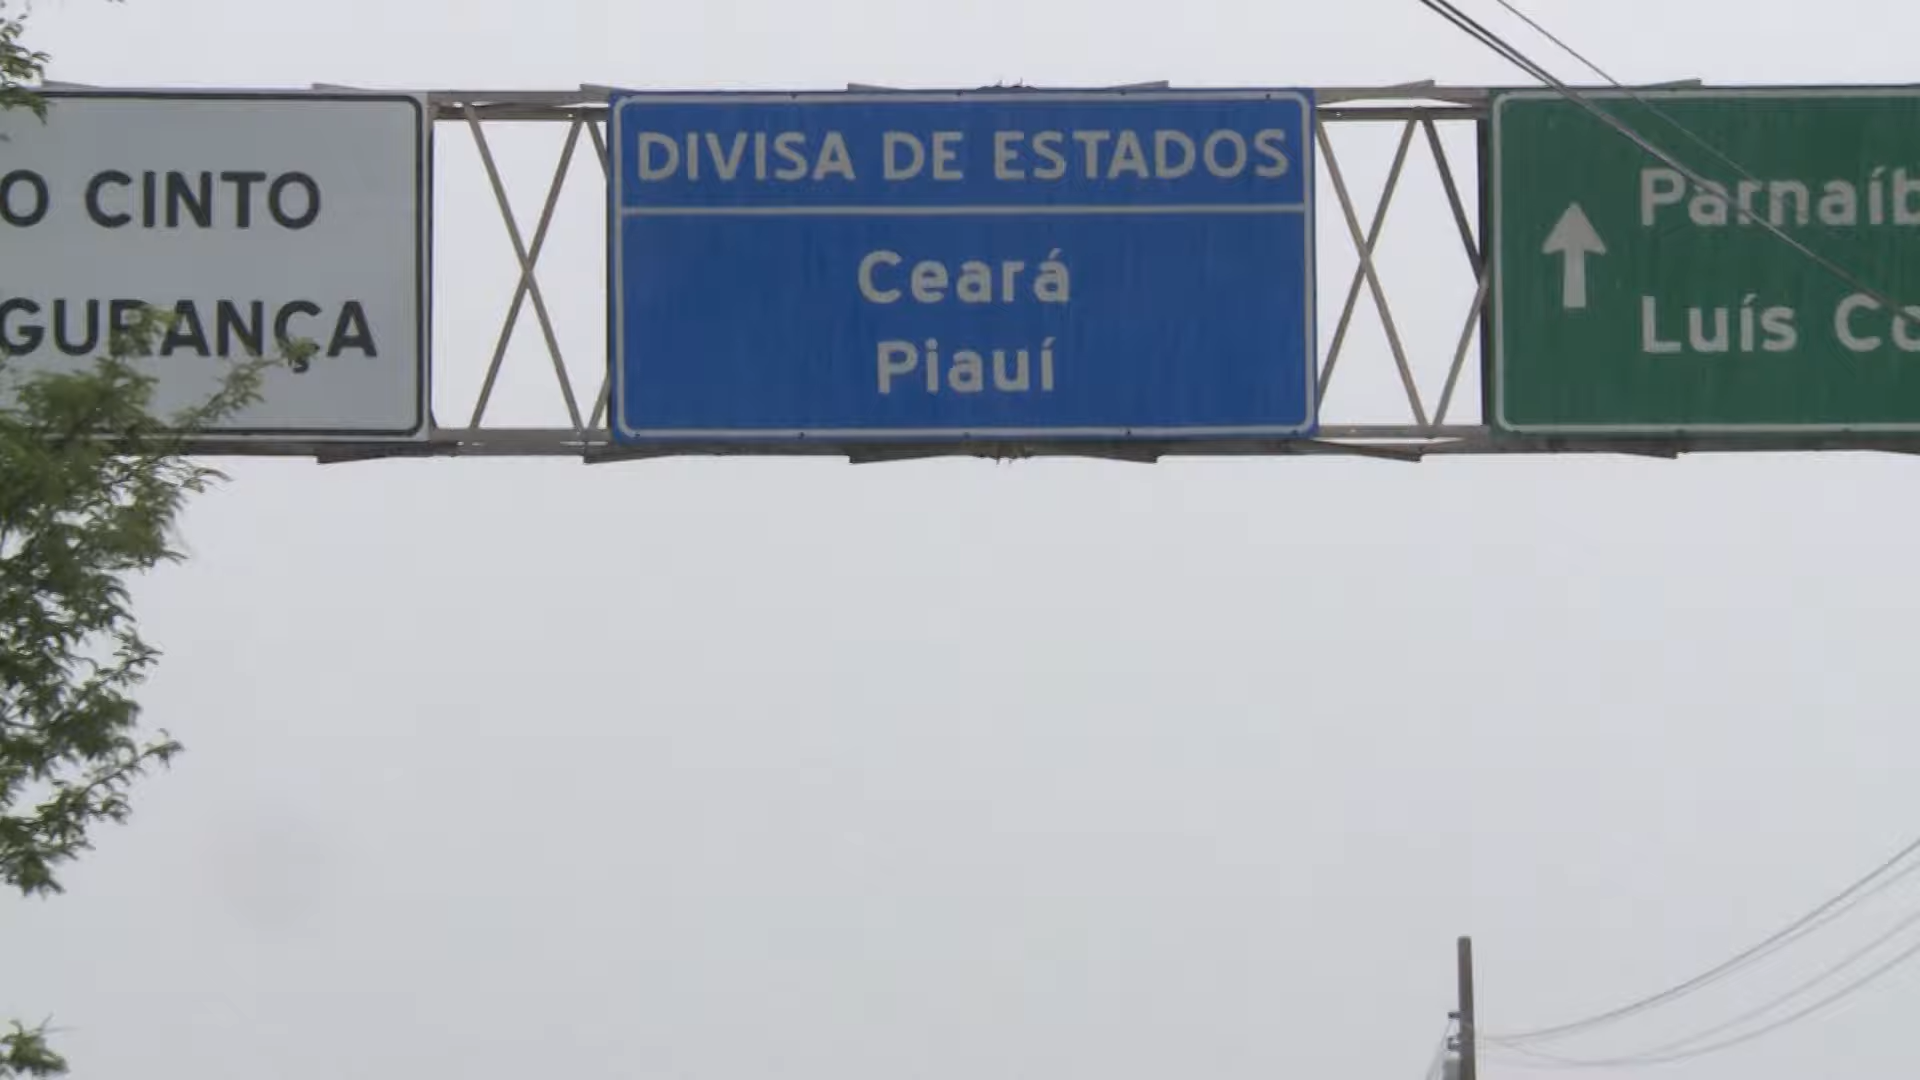 O CINTO
GURANÇA
DIVISA DE ESTADOS
Ceará
Piauí
Parnaíb
Luís Co